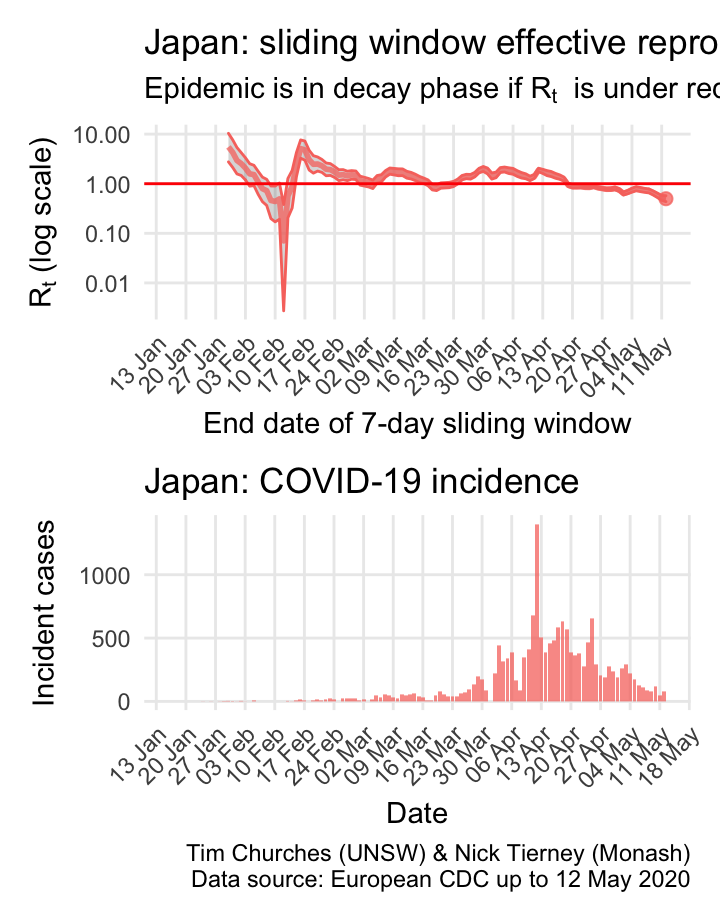 Japan: sliding window effective repro
Epidemic is in decay phase if Rt is under rec
Rt (log scale)
10.00
1.00
0.10
0.01
13 Jan
20 Jan
27 Jan
03 Feb
10 Feb
17 Feb
24 Feb
02 Mar
09 Mar
16 Mar
23 Mar
30 Mar
06 Apr
13 Apr
20 Apr
27 Apr
04 May
11 May
End date of 7-day sliding window
Japan: COVID-19 incidence
Incident cases
1000
500
0
13 Jan
20 Jan
27 Jan
03 Feb
10 Feb
17 Feb
24 Feb
02 Mar
09 Mar
16 Mar
23 Mar
30 Mar
06 Apr
13 Apr
20 Apr
27 Apr
04 May
11 May
18 May
Date
Tim Churches (UNSW) & Nick Tierney (Monash)
Data source: European CDC up to 12 May 2020